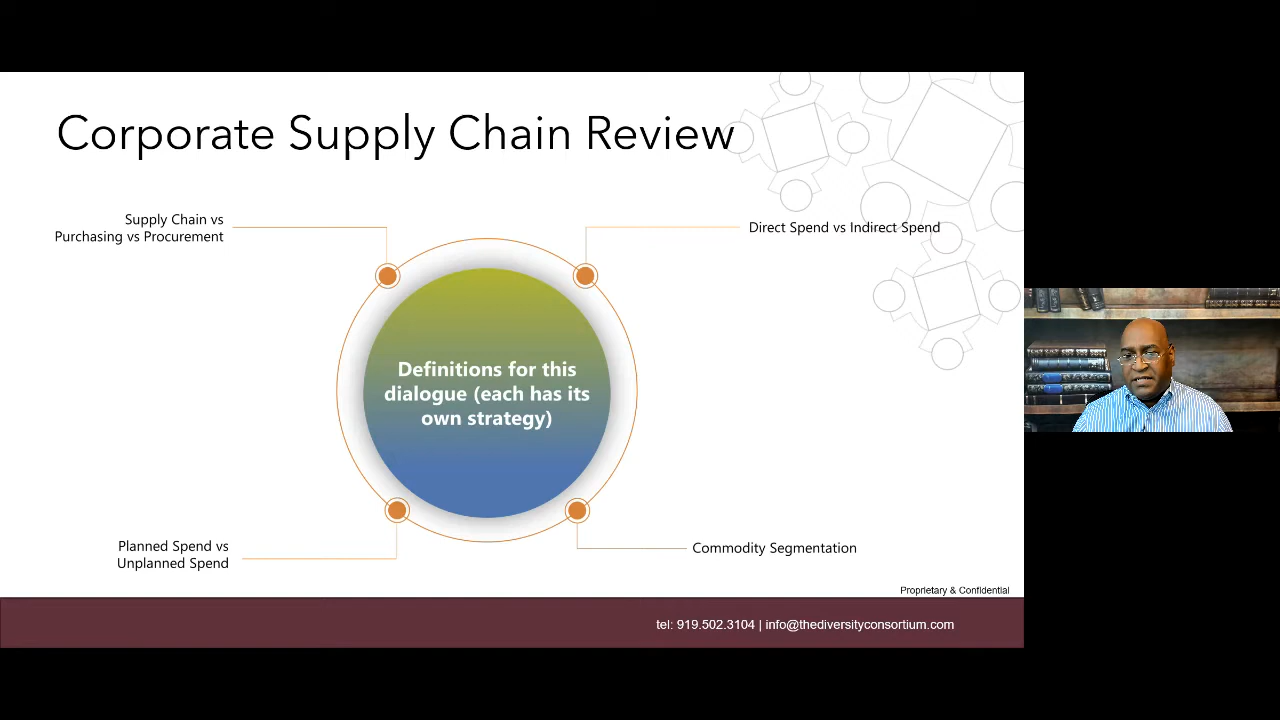 Corporate Supply Chain Review
Supply Chain vs
Purchasing vs Procurement
Direct Spend vs Indirect Spend
Definitions for this
dialogue (each has its
own strategy)
Planned Spend vs
Unplanned Spend
Commodity Segmentation
Proprietary & Confidential
tel: 919.502.3104 | info@thediversityconsortium.com